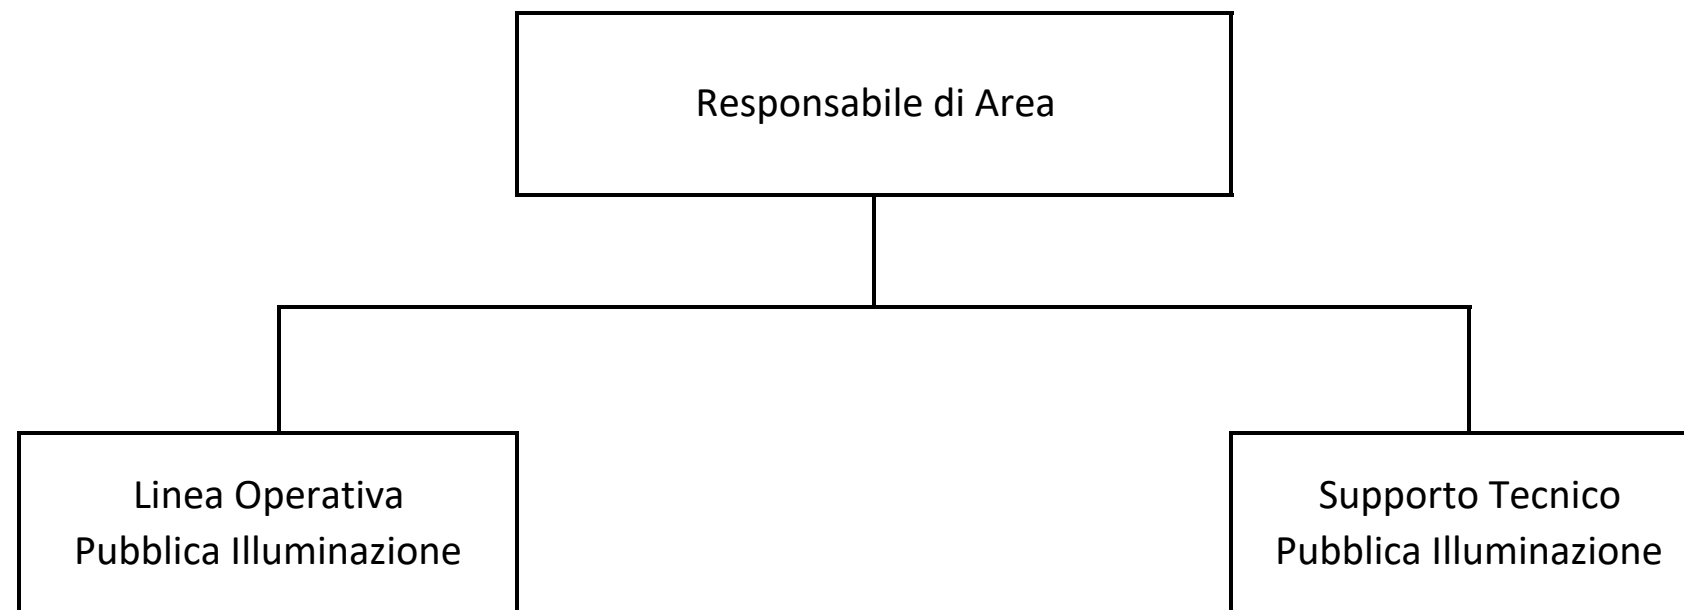 Responsabile di Area
Linea Operativa
Pubblica Illuminazione
Supporto Tecnico
Pubblica Illuminazione